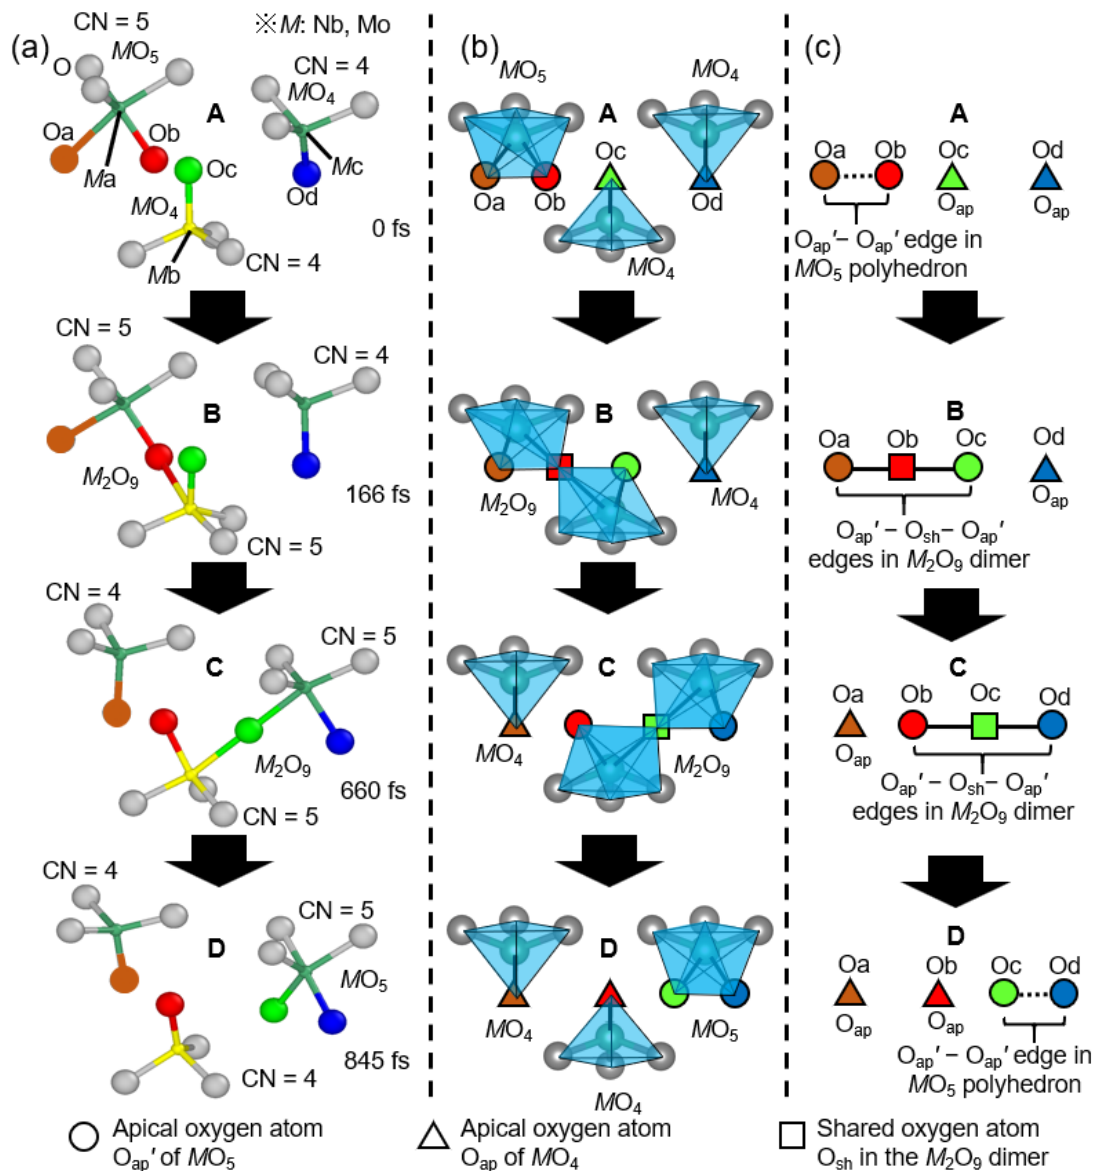 (a)
CN = 5
※M: Nb, Mo
MO₅
O
CN = 4
MO₄
A
Oa
Ob
Ma
Mc
Oc
Od
MO₄
0 fs
Mb
CN = 4
CN = 5
CN = 4
B
M₂O₉
166 fs
CN = 5
CN = 4
CN = 5
C
M₂O₉
660 fs
CN = 5
CN = 4
CN = 5
D
MO₅
845 fs
CN = 4
(b)
MO₅
MO₄
A
Oc
Oa
Ob
Od
MO₄
B
M₂O₉
MO₄
C
MO₄
M₂O₉
D
MO₄
MO₅
MO₄
(c)
A
Oa
Ob
Oc
Od
Oap
Oap
Oap′ – Oap′ edge in
MO₅ polyhedron
B
Oa
Ob
Oc
Od
Oap
Oap′ – Osh – Oap′
edges in M₂O₉ dimer
C
Oa
Ob
Oc
Od
Oap
Oap′ – Osh – Oap′
edges in M₂O₉ dimer
D
Oa
Ob
Oc
Od
Oap
Oap
Oap′ – Oap′ edge in
MO₅ polyhedron
Apical oxygen atom
Oap′ of MO₅
Apical oxygen atom
Oap of MO₄
Shared oxygen atom
Osh in the M₂O₉ dimer